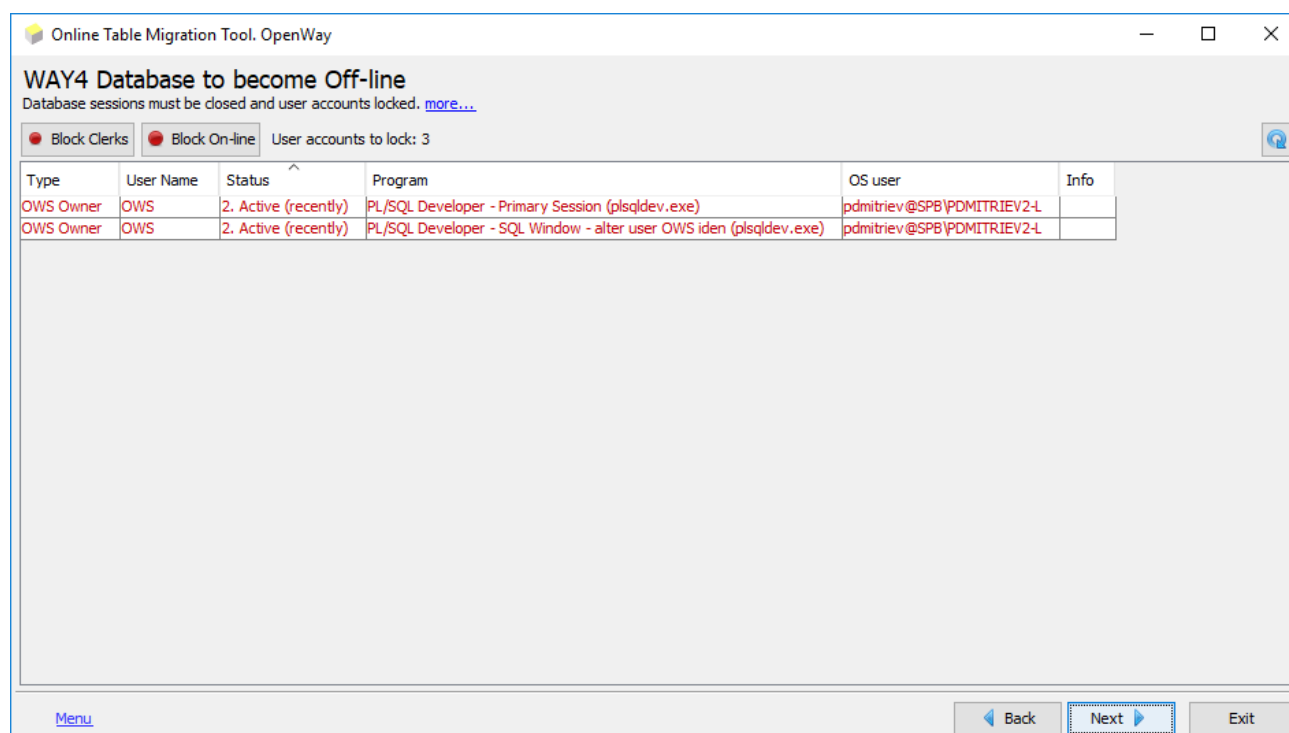 Online Table Migration Tool. OpenWay
WAY4 Database to become Off-line
Database sessions must be closed and user accounts locked. more...
Block Clerks Block On-line User accounts to lock: 3
Type User Name Status Program OS user Info
OWS Owner OWS 2. Active (recently) PL/SQL Developer - Primary Session (plsqldev.exe) pdmitriev@SPB\PDMITRIEV2-L
OWS Owner OWS 2. Active (recently) PL/SQL Developer - SQL Window - alter user OWS iden (plsqldev.exe) pdmitriev@SPB\PDMITRIEV2-L
Menu Back Next Exit